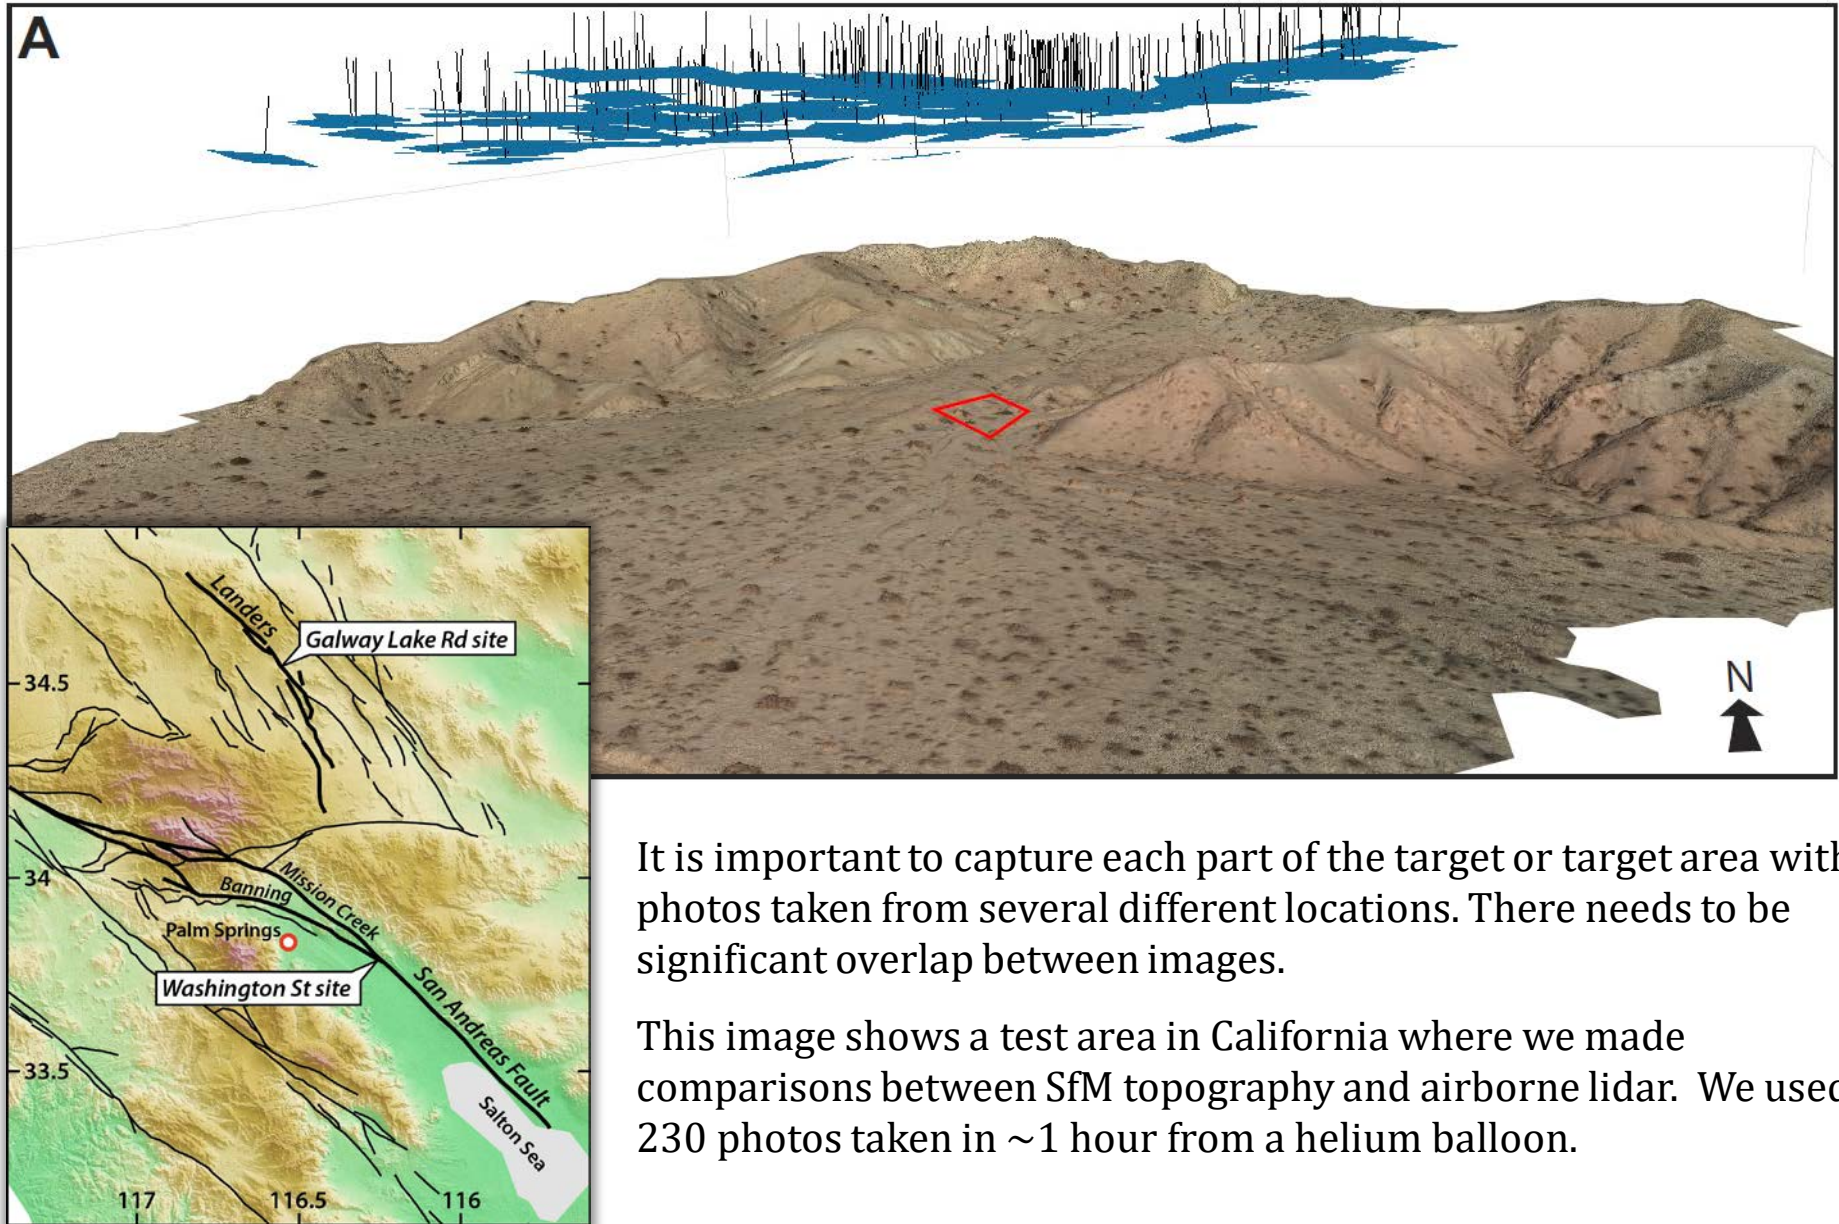 A
N
Landers
Galway Lake Rd site
34.5
34
Mission Creek
Banning
Palm Springs
Washington St site
San Andreas Fault
33.5
Salton Sea
117
116.5
116
It is important to capture each part of the target or target area with
photos taken from several different locations. There needs to be
significant overlap between images.
This image shows a test area in California where we made
comparisons between SfM topography and airborne lidar. We used
230 photos taken in ~1 hour from a helium balloon.